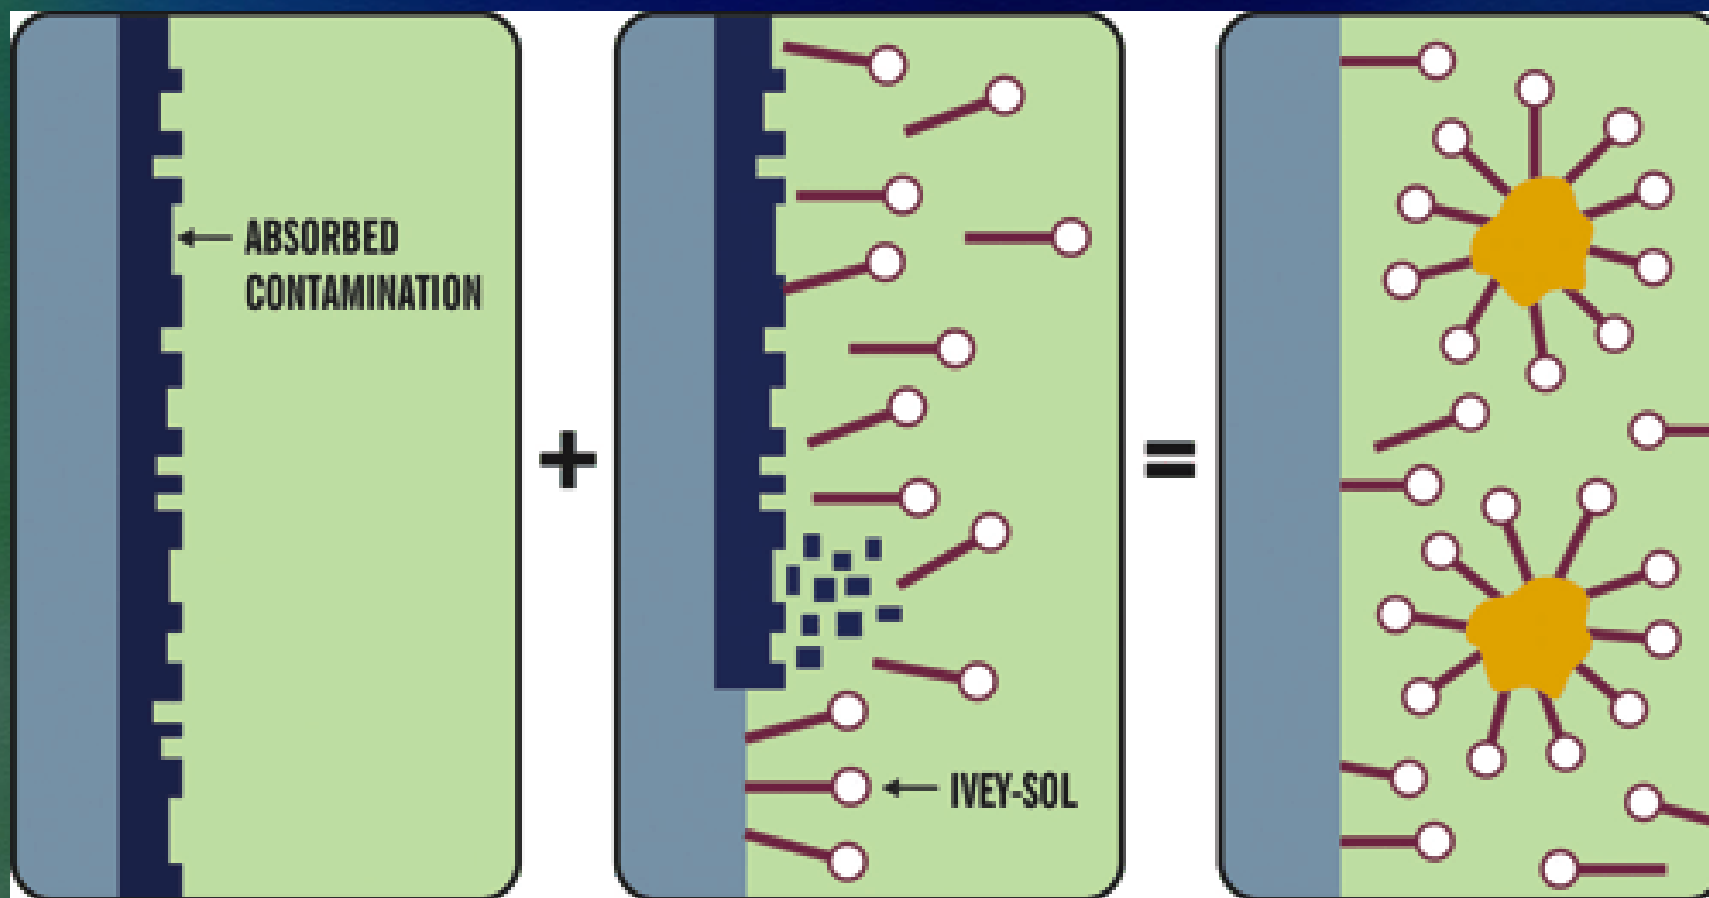 ABSORBED
CONTAMINATION
+
=
IVEY-SOL